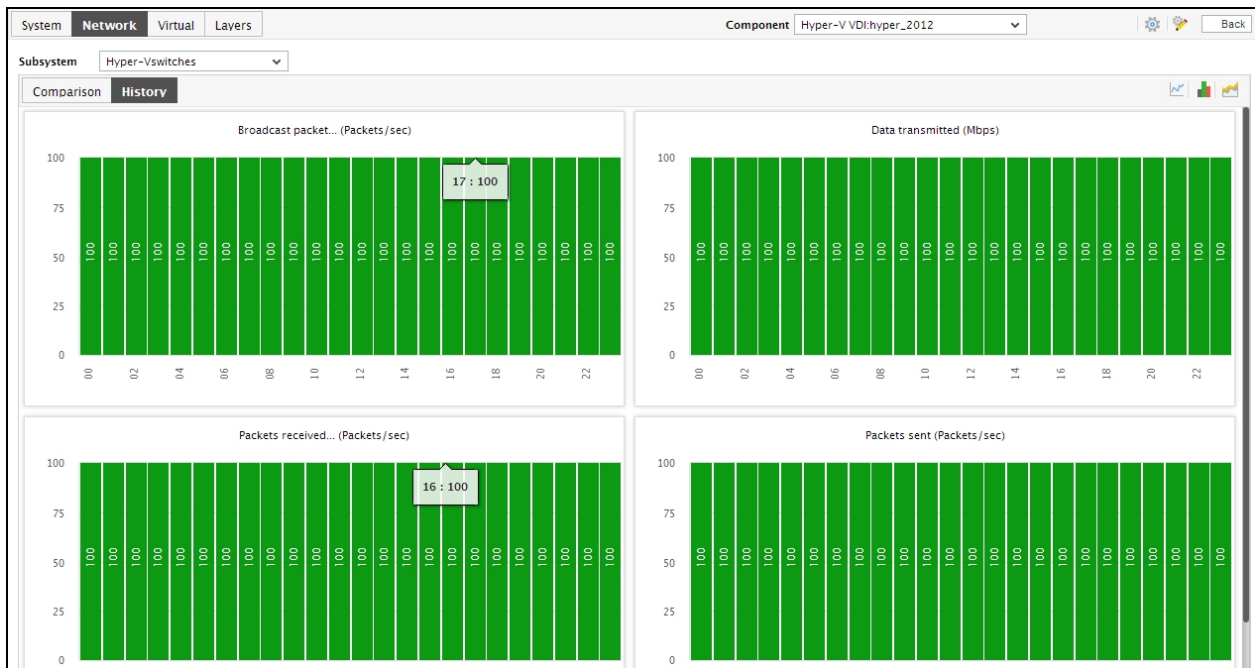 System Network Virtual Layers Component Hyper-V VDI:hyper_2012 Back
Subsystem Hyper-Vswitches
Comparison History
Broadcast packet... (Packets/sec)
100
75
50
25
0
100 100 100 100 100 100 100 100 100 100 100 100 100 100 100 100 100 100 100 100 100 100 100 100
17 : 100
00 02 04 06 08 10 12 14 16 18 20 22
Data transmitted (Mbps)
100
75
50
25
0
100 100 100 100 100 100 100 100 100 100 100 100 100 100 100 100 100 100 100 100 100 100 100 100
00 02 04 06 08 10 12 14 16 18 20 22
Packets received... (Packets/sec)
100
75
50
25
0
100 100 100 100 100 100 100 100 100 100 100 100 100 100 100 100 100 100 100 100 100 100 100 100
16 : 100
Packets sent (Packets/sec)
100
75
50
25
0
100 100 100 100 100 100 100 100 100 100 100 100 100 100 100 100 100 100 100 100 100 100 100 100